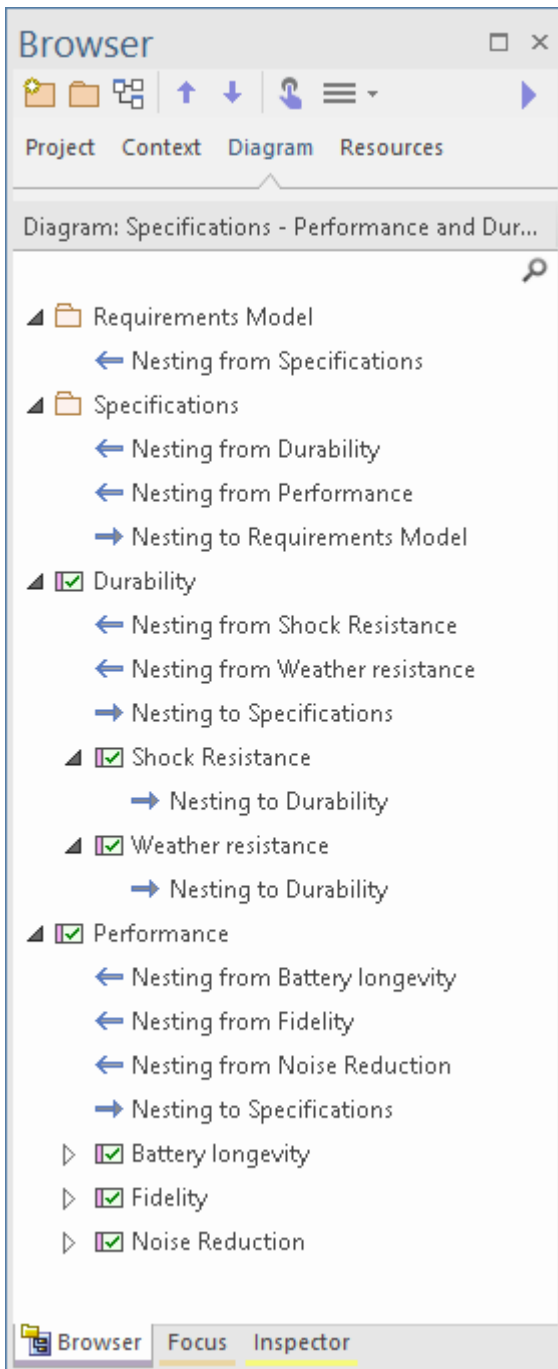 Browser
Project Context Diagram Resources
Diagram: Specifications - Performance and Dur...
Requirements Model
Nesting from Specifications
Specifications
Nesting from Durability
Nesting from Performance
Nesting to Requirements Model
Durability
Nesting from Shock Resistance
Nesting from Weather resistance
Nesting to Specifications
Shock Resistance
Nesting to Durability
Weather resistance
Nesting to Durability
Performance
Nesting from Battery longevity
Nesting from Fidelity
Nesting from Noise Reduction
Nesting to Specifications
Battery longevity
Fidelity
Noise Reduction
Browser Focus Inspector